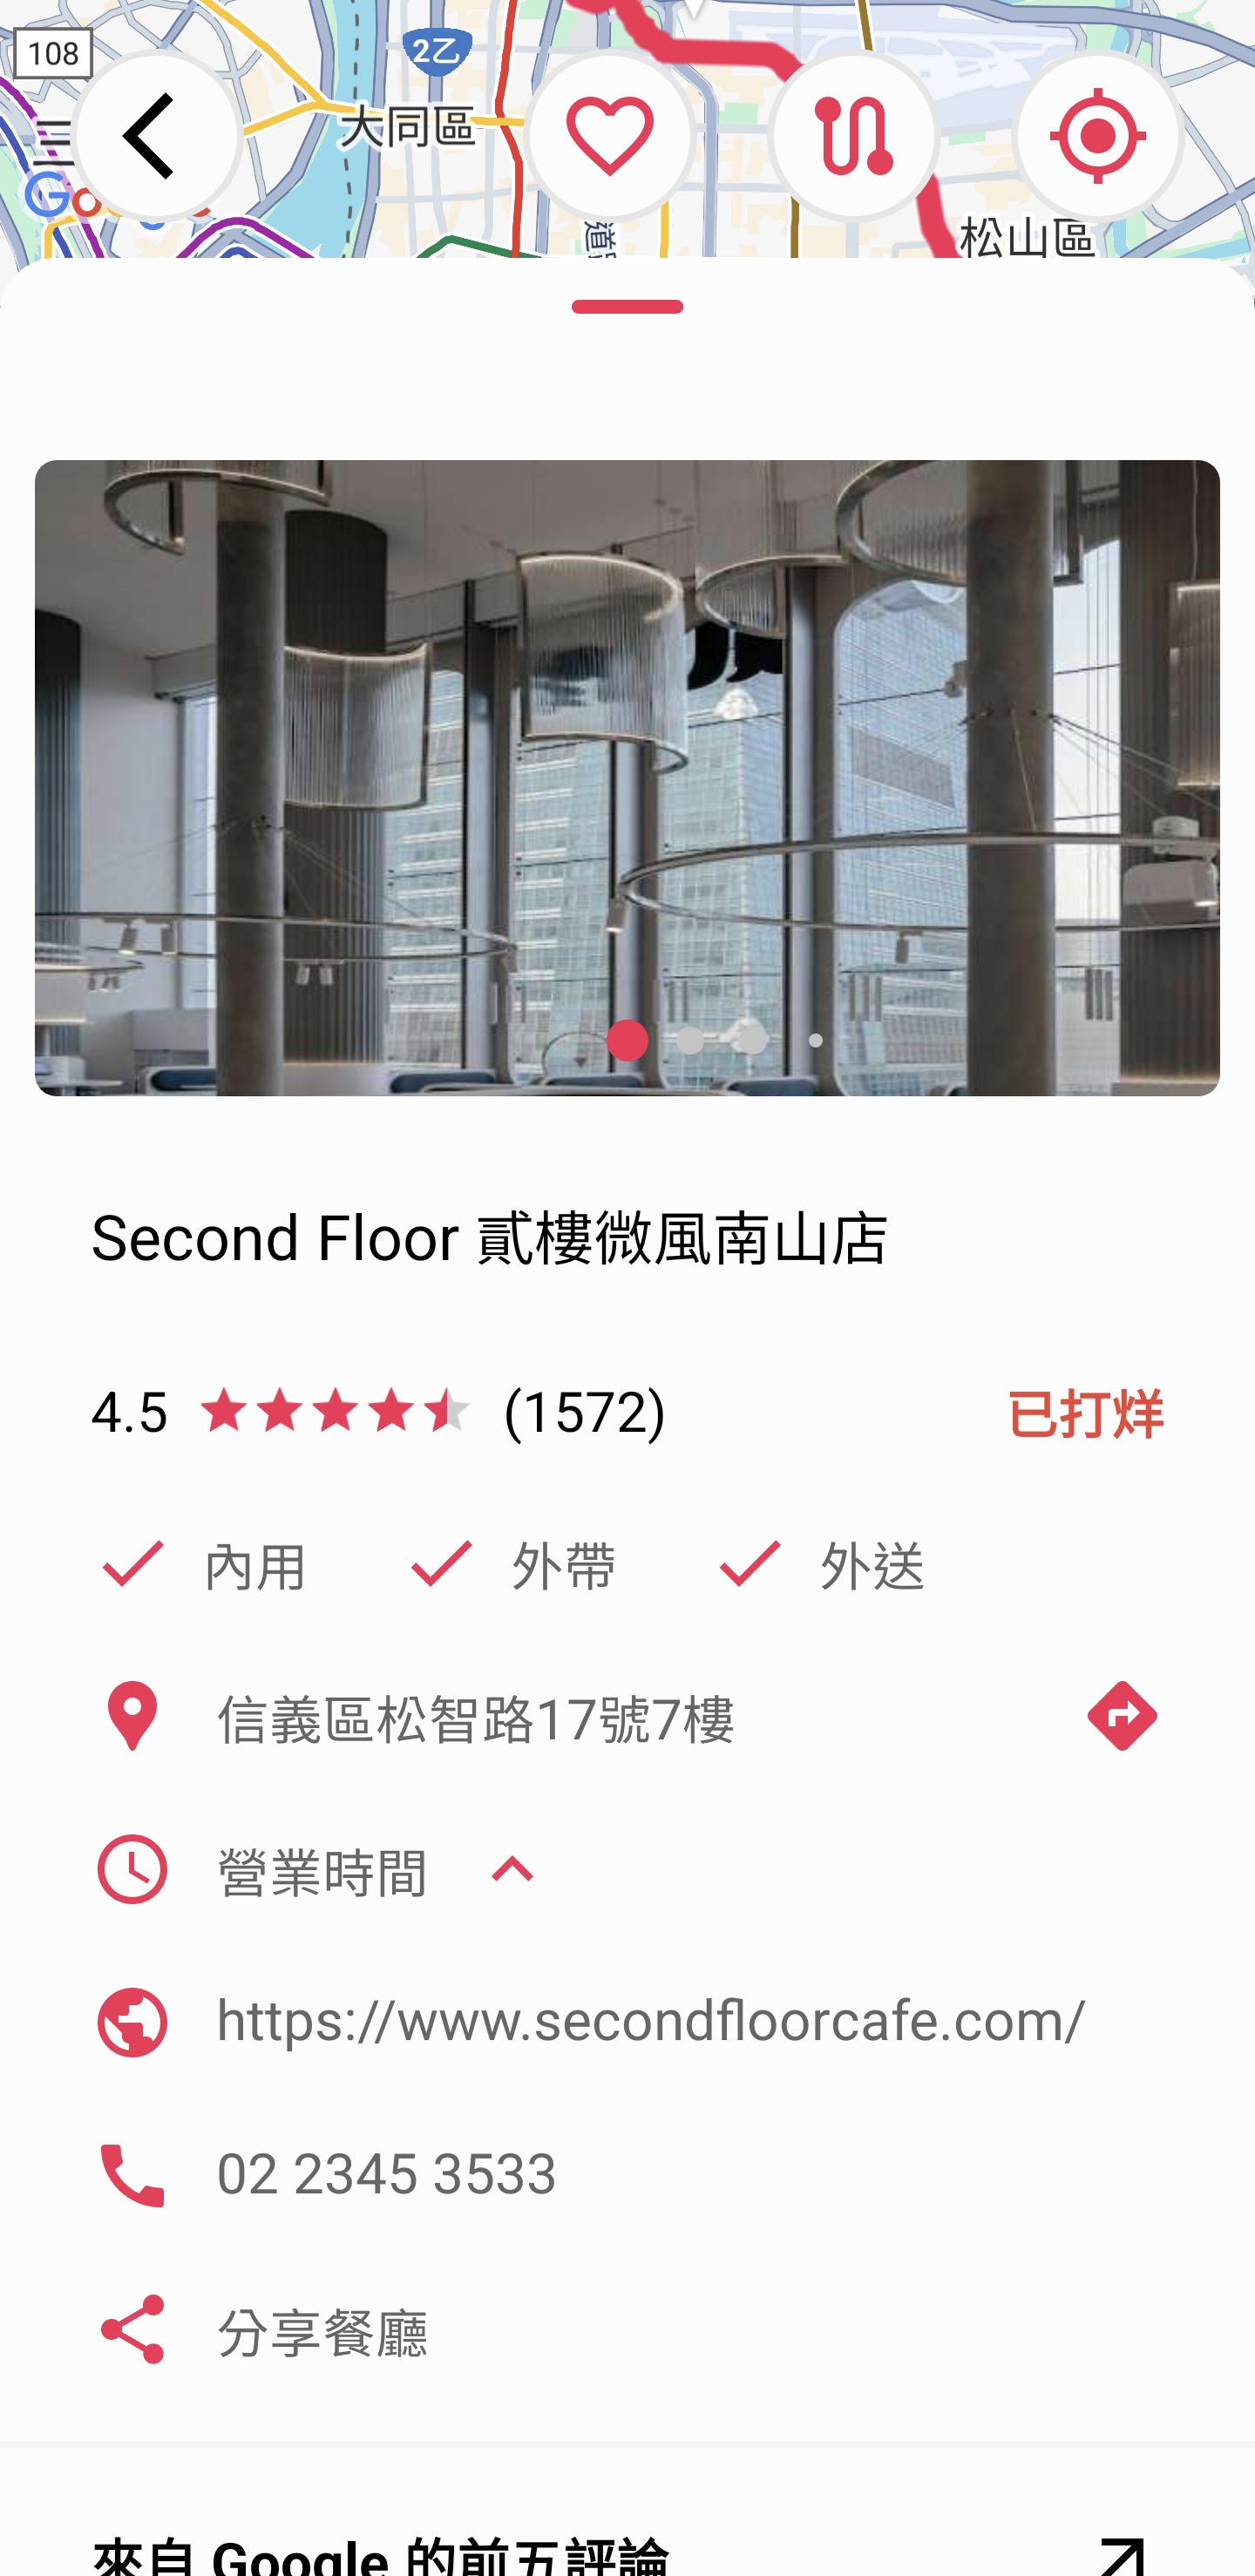 108
2乙
大同區
三
Go
道
松山區
Second Floor 貳樓微風南山店
4.5 (1572) 已打烊
內用 外帶 外送
信義區松智路17號7樓
營業時間
https://www.secondfloorcafe.com/
02 2345 3533
分享餐廳
來自 Google 的前五評論